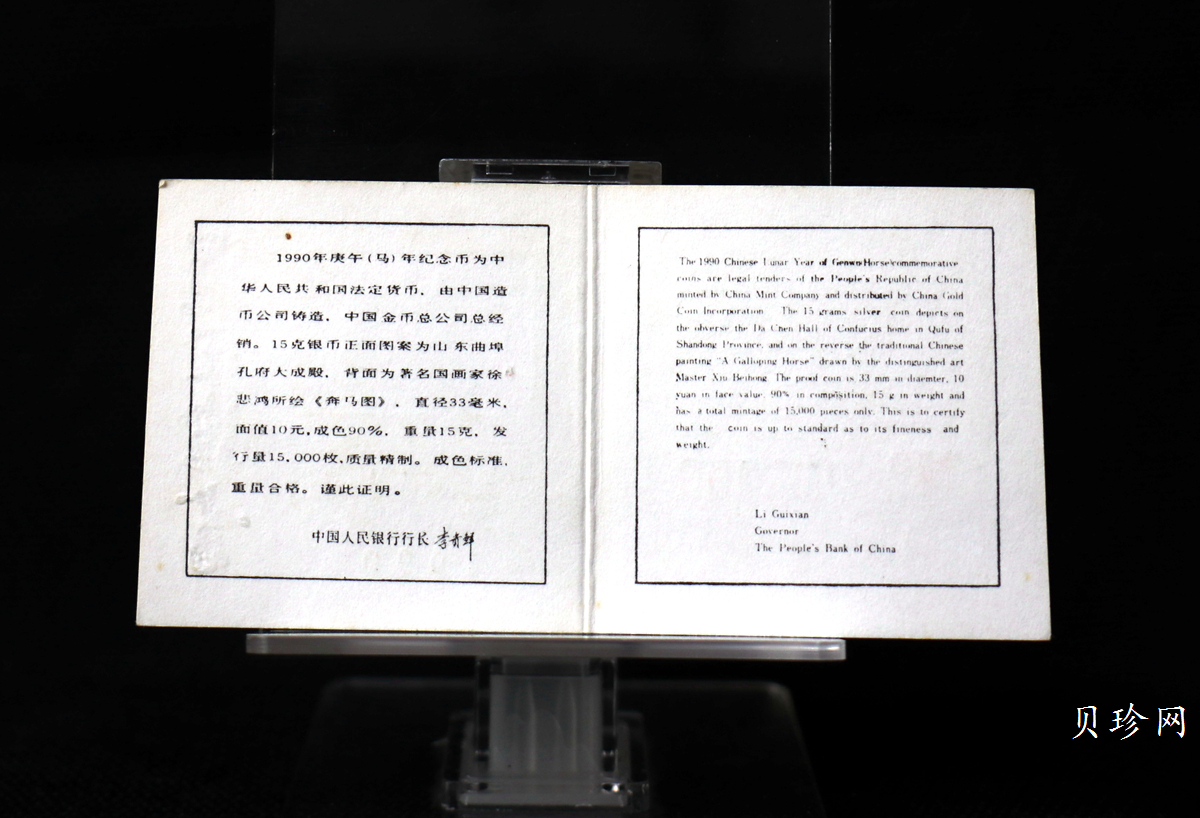 1990年庚午(马)年纪念币为中
华人民共和国法定货币, 由中国造
币公司铸造, 中国金币总公司总经
销。15克银币正面图案为山东曲埠
孔府大成殿, 背面为著名国画家徐
悲鸿所绘《奔马图》, 直径33毫米,
面值10元,成色90%, 重量15克, 发
行量15,000枚,质量精制。成色标准,
重量合格。谨此证明。
中国人民银行行长 李贵鲜
The 1990 Chinese Lunar Year of Genwu(Horse)commemorative
coins are legal tenders of the People's Republic of China
minted by China Mint Company and distributed by China Gold
Coin Incorporation. The 15 grams silver coin depicts on
the obverse the Da Chen Hall of Confucius home in Qufu of
Shandong Province, and on the reverse the traditional Chinese
painting "A Galloping Horse" drawn by the distinguished art
Master Xiu Beihong. The proof coin is 33 mm in diaemter, 10
yuan in face value, 90% in composition, 15 g in weight and
has a total mintage of 15,000 pieces only. This is to certify
that the coin is up to standard as to its fineness and
weight.
Li Guixian
Governor
The People's Bank of China
贝珍网